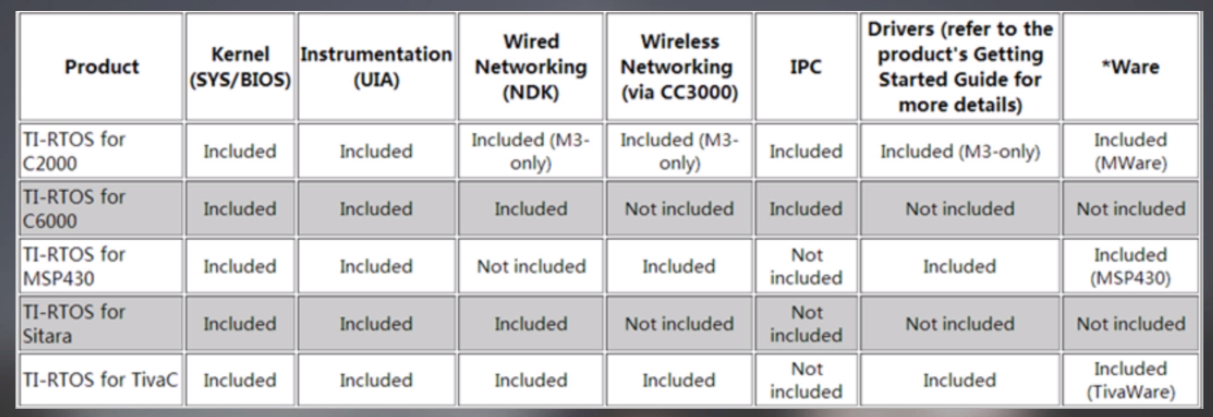 Product
Kernel
(SYS/BIOS)
Instrumentation
(UIA)
Wired
Networking
(NDK)
Wireless
Networking
(via CC3000)
IPC
Drivers (refer to the
product's Getting
Started Guide for
more details)
*Ware
TI-RTOS for
C2000
Included
Included
Included (M3-
only)
Included (M3-
only)
Included
Included (M3-only)
Included
(MWare)
TI-RTOS for
C6000
Included
Included
Included
Not included
Included
Not included
Not included
TI-RTOS for
MSP430
Included
Included
Not included
Included
Not
included
Included
Included
(MSP430)
TI-RTOS for
Sitara
Included
Included
Included
Not included
Not
included
Not included
Not included
TI-RTOS for TivaC
Included
Included
Included
Included
Not
included
Included
Included
(TivaWare)